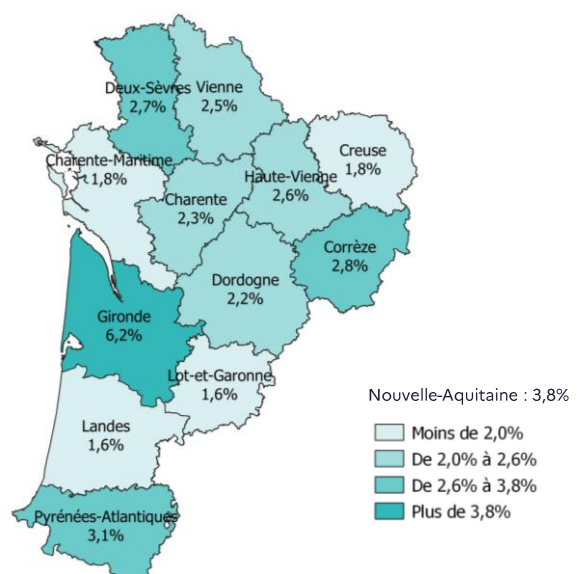 Deux-Sèvres
2,7%
Vienne
2,5%
Charente-Maritime
1,8%
Charente
2,3%
Haute-Vienne
2,6%
Creuse
1,8%
Corrèze
2,8%
Dordogne
2,2%
Gironde
6,2%
Lot-et-Garonne
1,6%
Landes
1,6%
Pyrénées-Atlantiques
3,1%
Nouvelle-Aquitaine : 3,8%
Moins de 2,0%
De 2,0% à 2,6%
De 2,6% à 3,8%
Plus de 3,8%